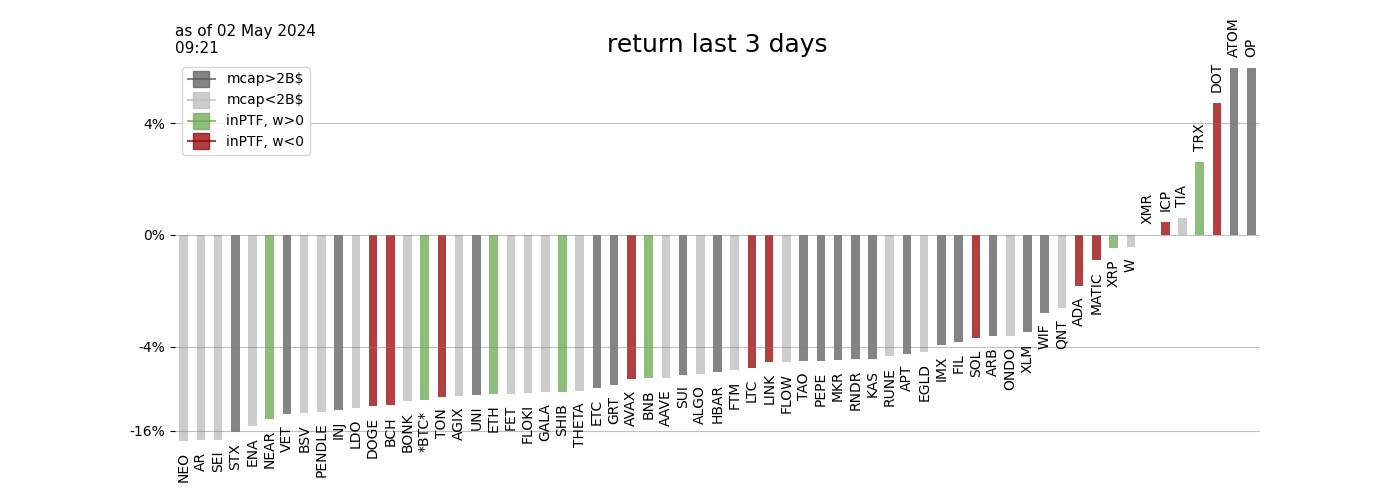 as of 02 May 2024
09:21
return last 3 days
mcap>2B$
mcap<2B$
inPTF, w>0
inPTF, w<0
4%
0%
-4%
-16%
NEO
AR
SEI
STX
ENA
NEAR
VET
BSV
PENDLE
INJ
LDO
DOGE
BCH
BONK
*BTC*
TON
AGIX
UNI
ETH
FET
FLOKI
GALA
SHIB
THETA
ETC
GRT
AVAX
BNB
AAVE
SUI
ALGO
HBAR
FTM
LTC
LINK
FLOW
TAO
PEPE
MKR
RNDR
KAS
RUNE
APT
EGLD
IMX
FIL
SOL
ARB
ONDO
XLM
WIF
QNT
ADA
MATIC
XRP
W
XMR
ICP
TIA
TRX
DOT
ATOM
OP